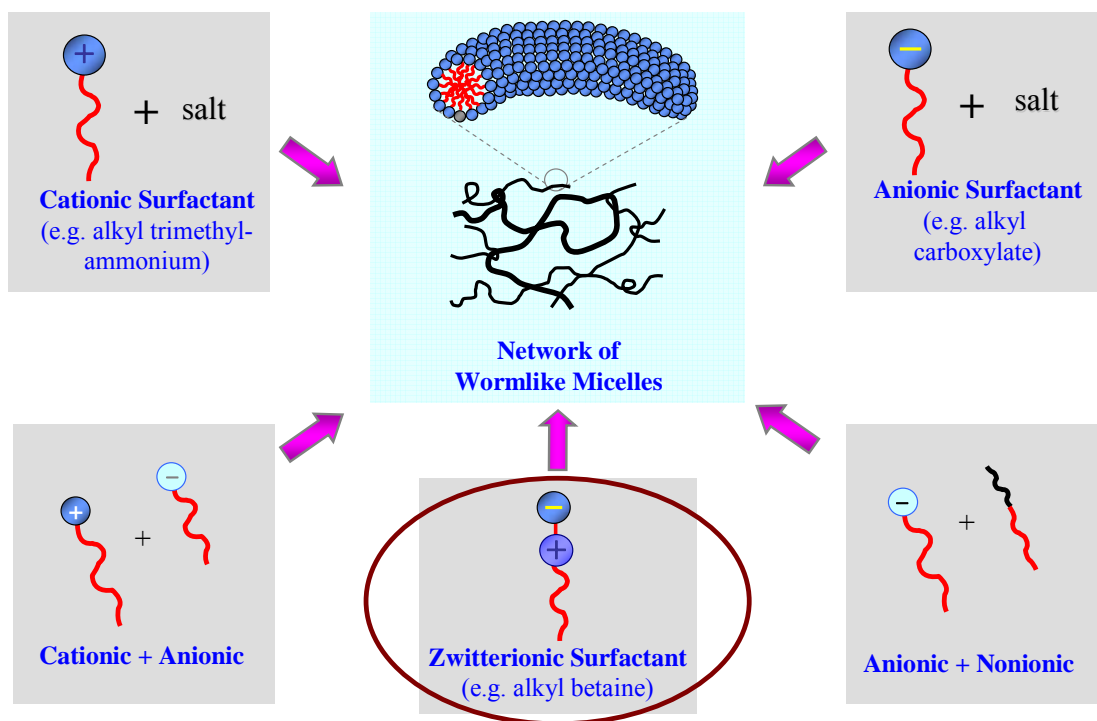 +
+ salt
Cationic Surfactant
(e.g. alkyl trimethyl-
ammonium)
Network of
Wormlike Micelles
−
+ salt
Anionic Surfactant
(e.g. alkyl
carboxylate)
+
+
−
Cationic + Anionic
−
+
Zwitterionic Surfactant
(e.g. alkyl betaine)
−
+
Anionic + Nonionic